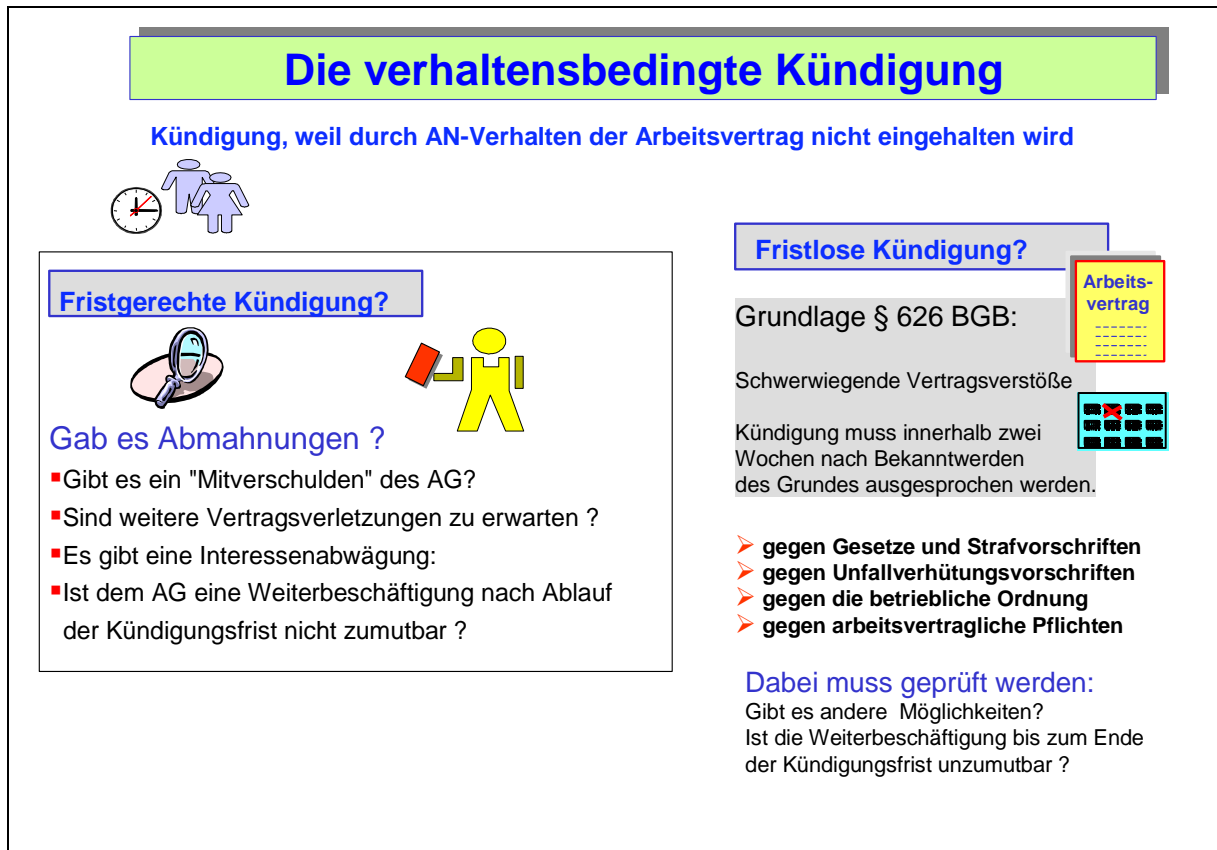 Die verhaltensbedingte Kündigung
Kündigung, weil durch AN-Verhalten der Arbeitsvertrag nicht eingehalten wird
Fristgerechte Kündigung?
Gab es Abmahnungen ?
▪Gibt es ein "Mitverschulden" des AG?
▪Sind weitere Vertragsverletzungen zu erwarten ?
▪Es gibt eine Interessenabwägung:
▪Ist dem AG eine Weiterbeschäftigung nach Ablauf
der Kündigungsfrist nicht zumutbar ?
Fristlose Kündigung?
Arbeits-
vertrag
Grundlage § 626 BGB:
Schwerwiegende Vertragsverstöße
Kündigung muss innerhalb zwei
Wochen nach Bekanntwerden
des Grundes ausgesprochen werden.
➢ gegen Gesetze und Strafvorschriften
➢ gegen Unfallverhütungsvorschriften
➢ gegen die betriebliche Ordnung
➢ gegen arbeitsvertragliche Pflichten
Dabei muss geprüft werden:
Gibt es andere  Möglichkeiten?
Ist die Weiterbeschäftigung bis zum Ende
der Kündigungsfrist unzumutbar ?